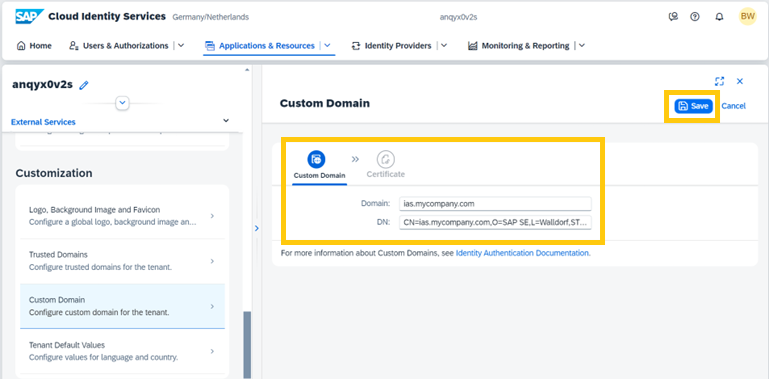 SAP Cloud Identity Services Germany/Netherlands anqyx0v2s BW
Home Users & Authorizations Applications & Resources Identity Providers Monitoring & Reporting
anqyx0v2s
External Services
Customization
Logo, Background Image and Favicon
Configure a global logo, background image an...
Trusted Domains
Configure trusted domains for the tenant.
Custom Domain
Configure custom domain for the tenant.
Tenant Default Values
Configure values for language and country.
Custom Domain
Save Cancel
Custom Domain Certificate
Domain: ias.mycompany.com
DN: CN=ias.mycompany.com,O=SAP SE,L=Walldorf,ST...
For more information about Custom Domains, see Identity Authentication Documentation.